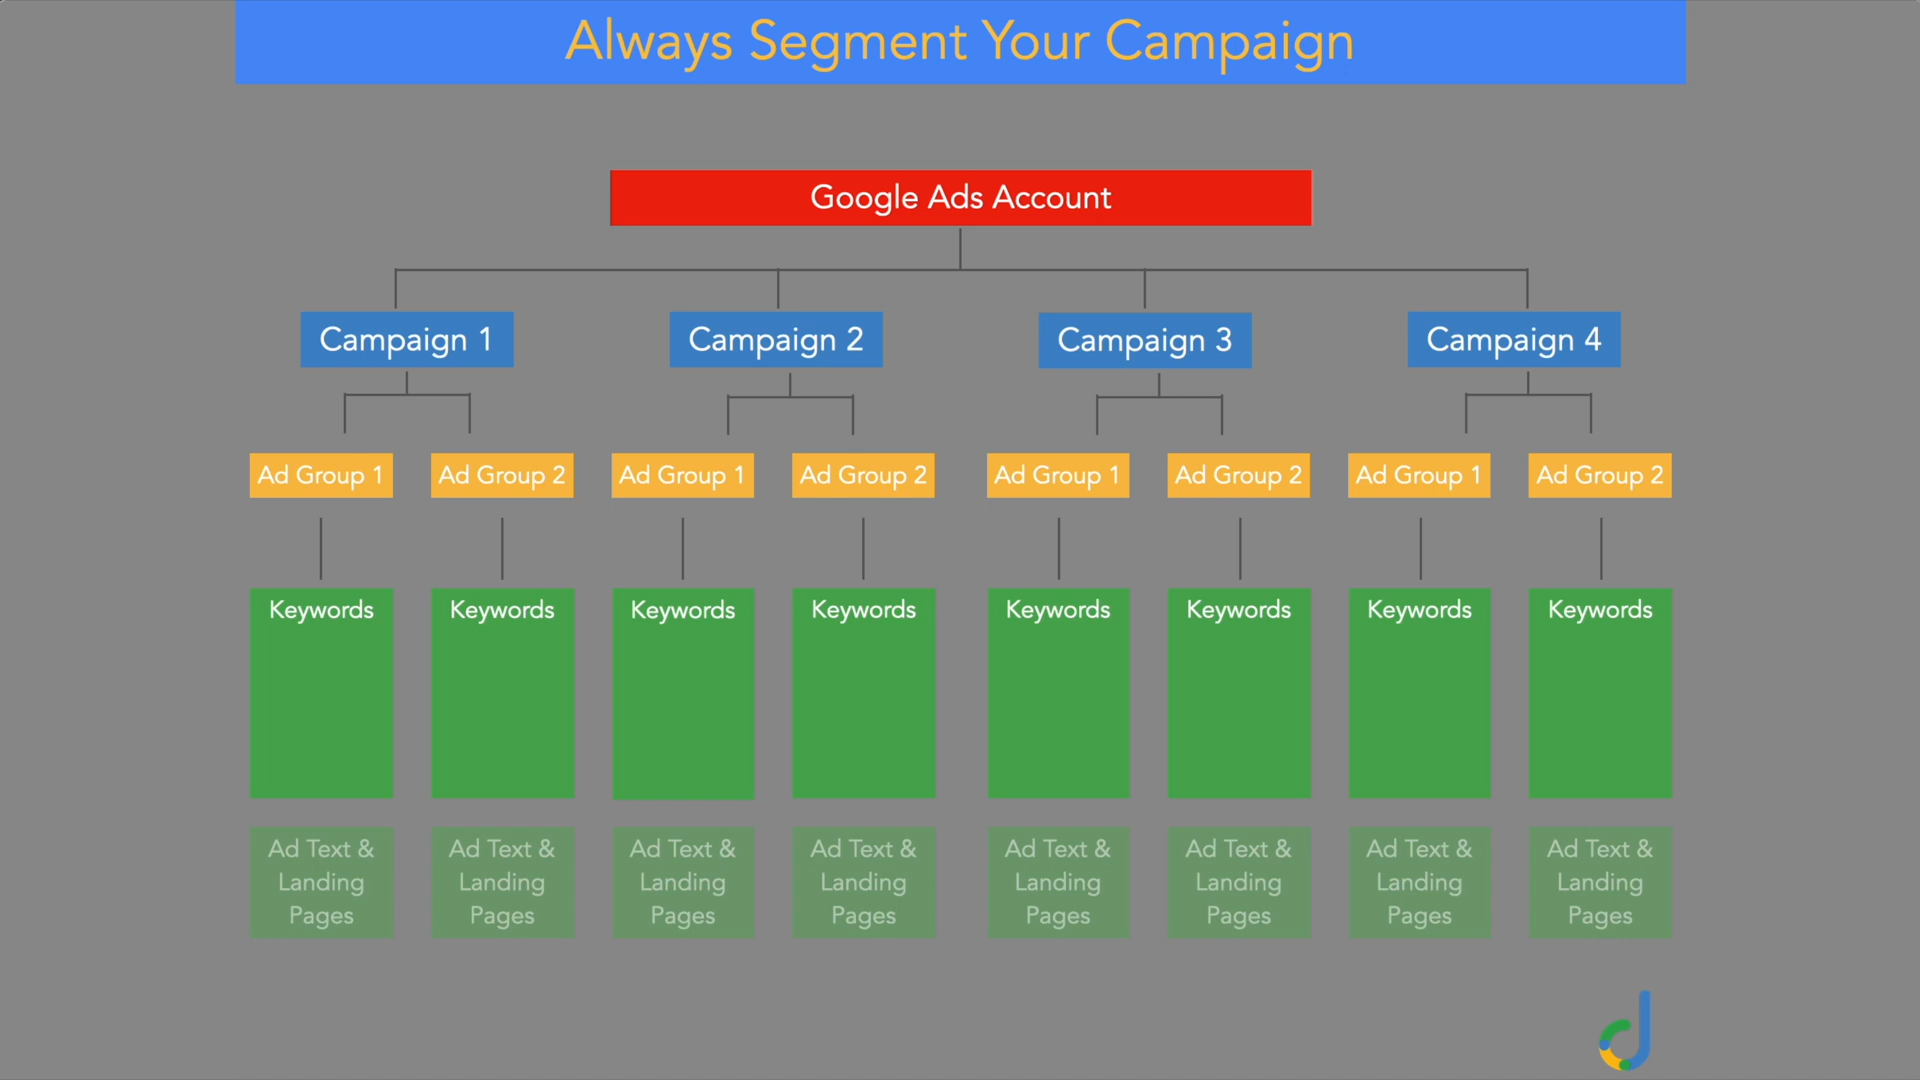 Always Segment Your Campaign
Google Ads Account
Campaign 1
Campaign 2
Campaign 3
Campaign 4
Ad Group 1
Ad Group 2
Ad Group 1
Ad Group 2
Ad Group 1
Ad Group 2
Ad Group 1
Ad Group 2
Keywords
Keywords
Keywords
Keywords
Keywords
Keywords
Keywords
Keywords
Ad Text &
Landing
Pages
Ad Text &
Landing
Pages
Ad Text &
Landing
Pages
Ad Text &
Landing
Pages
Ad Text &
Landing
Pages
Ad Text &
Landing
Pages
Ad Text &
Landing
Pages
Ad Text &
Landing
Pages